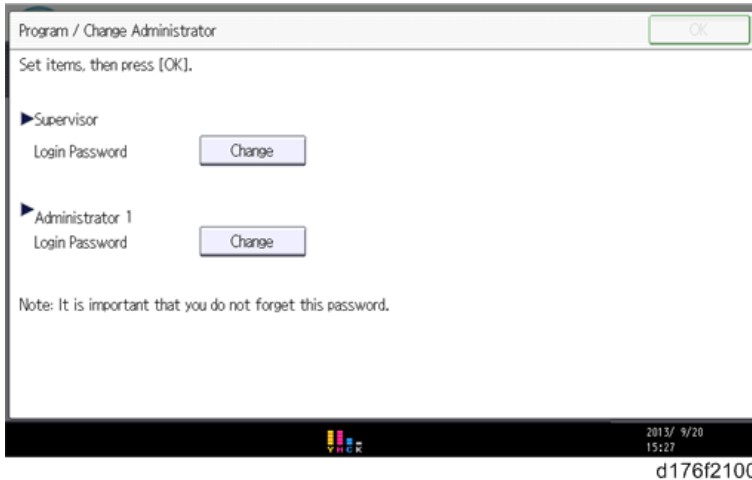 Program / Change Administrator
OK
Set items, then press [OK].
►Supervisor
Login Password
Change
►Administrator 1
Login Password
Change
Note: It is important that you do not forget this password.
Y M C K
2013/ 9/20
15:27
d176f2100